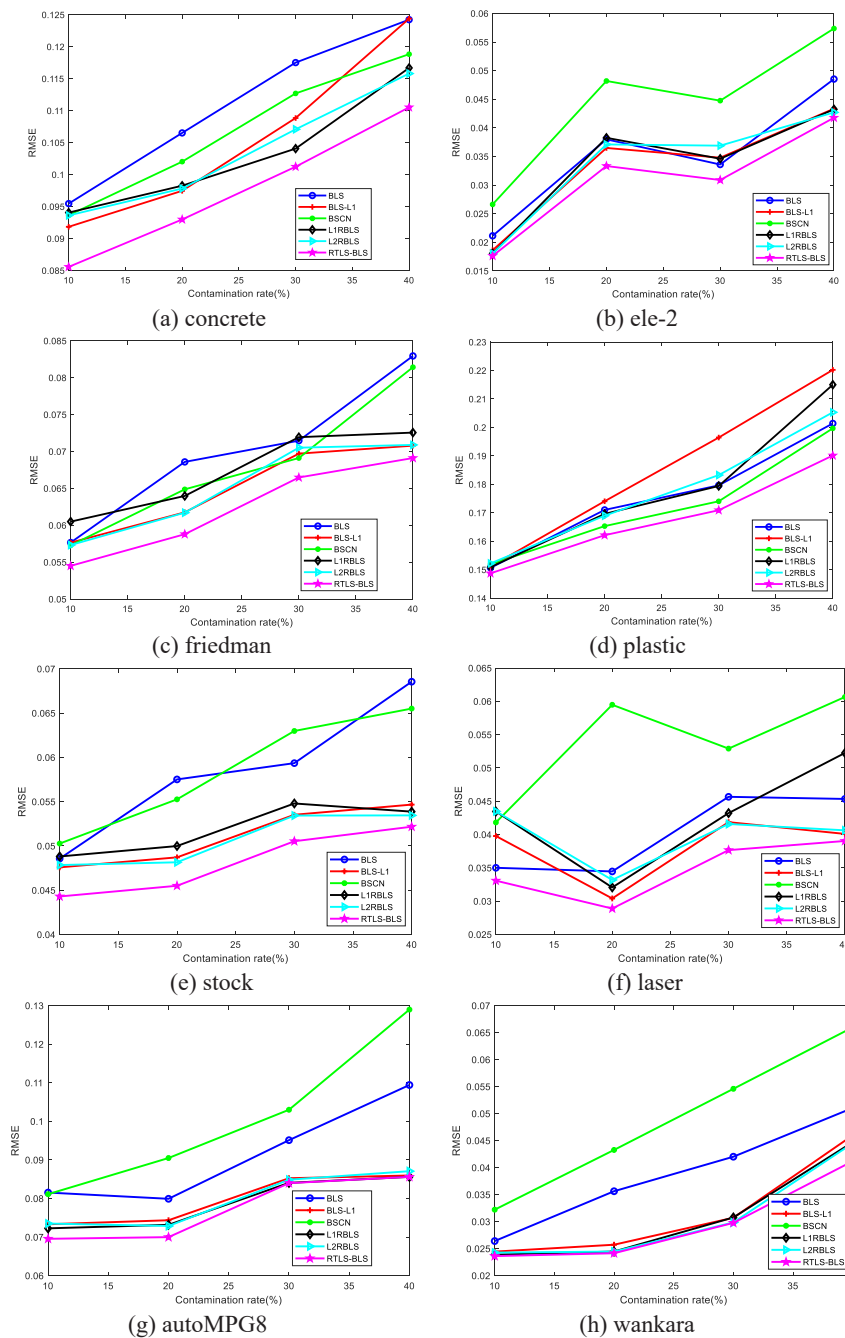 0.125
0.12
0.115
0.11
0.105
0.1
0.095
0.09
0.085
RMSE
10 15 20 25 30 35 40
Contamination rate(%)
BLS
BLS-L1
BSCN
L1RBLS
L2RBLS
RTLS-BLS
(a) concrete
0.06
0.055
0.05
0.045
0.04
0.035
0.03
0.025
0.02
0.015
RMSE
10 15 20 25 30 35 40
Contamination rate(%)
BLS
BLS-L1
BSCN
L1RBLS
L2RBLS
RTLS-BLS
(b) ele-2
0.085
0.08
0.075
0.07
0.065
0.06
0.055
0.05
RMSE
10 15 20 25 30 35 40
Contamination rate(%)
BLS
BLS-L1
BSCN
L1RBLS
L2RBLS
RTLS-BLS
(c) friedman
0.23
0.22
0.21
0.2
0.19
0.18
0.17
0.16
0.15
0.14
RMSE
10 15 20 25 30 35 40
Contamination rate(%)
BLS
BLS-L1
BSCN
L1RBLS
L2RBLS
RTLS-BLS
(d) plastic
0.07
0.065
0.06
0.055
0.05
0.045
0.04
RMSE
10 15 20 25 30 35 40
Contamination rate(%)
BLS
BLS-L1
BSCN
L1RBLS
L2RBLS
RTLS-BLS
(e) stock
0.065
0.06
0.055
0.05
0.045
0.04
0.035
0.03
0.025
RMSE
10 15 20 25 30 35
Contamination rate(%)
BLS
BLS-L1
BSCN
L1RBLS
L2RBLS
RTLS-BLS
(f) laser
0.13
0.12
0.11
0.1
0.09
0.08
0.07
0.06
RMSE
10 15 20 25 30 35 40
Contamination rate(%)
BLS
BLS-L1
BSCN
L1RBLS
L2RBLS
RTLS-BLS
(g) autoMPG8
0.07
0.065
0.06
0.055
0.05
0.045
0.04
0.035
0.03
0.025
0.02
RMSE
10 15 20 25 30 35
Contamination rate(%)
BLS
BLS-L1
BSCN
L1RBLS
L2RBLS
RTLS-BLS
(h) wankara